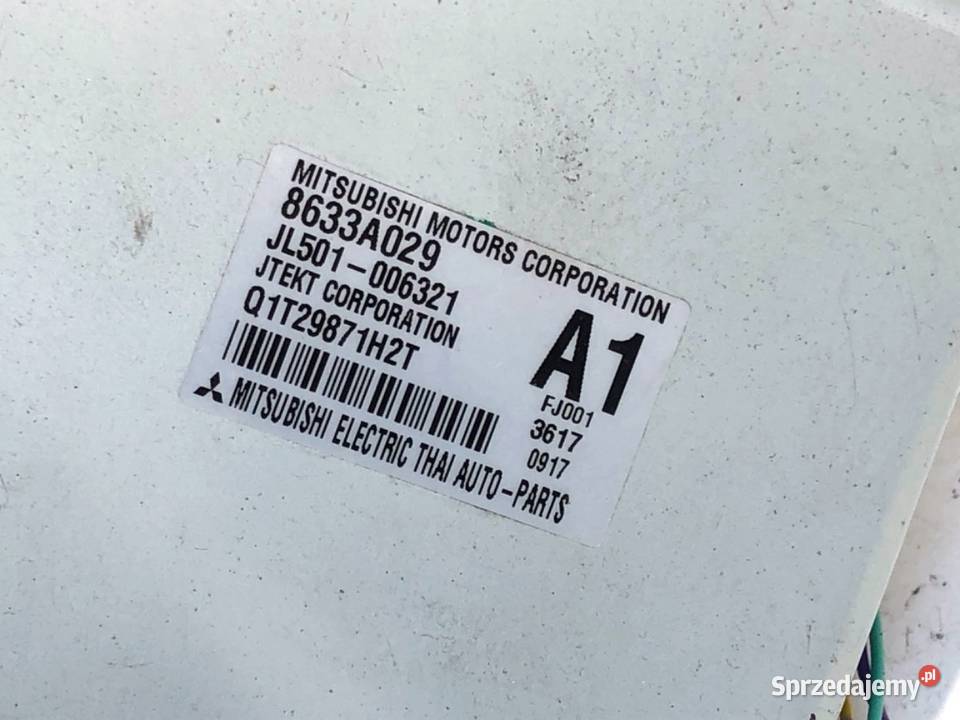 MITSUBISHI MOTORS CORPORATION
8633A029
JL501-006321
JTEKT CORPORATION
Q1T29871H2T
A1
FJ001
3617
0917
MITSUBISHI ELECTRIC THAI AUTO-PARTS
Sprzedajemy.pl